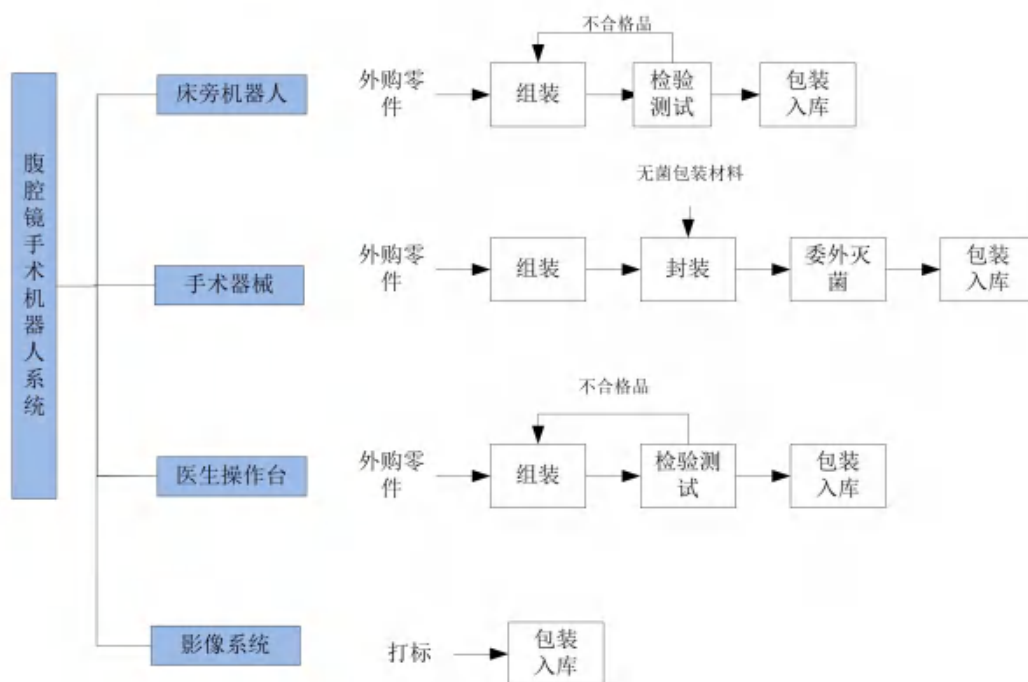 不合格品
床旁机器人
外购零
件
组装
检验
测试
包装
入库
腹腔镜手术机器人系统
无菌包装材料
手术器械
外购零
件
组装
封装
委外灭
菌
包装
入库
不合格品
医生操作台
外购零
件
组装
检验测
试
包装
入库
影像系统
打标
包装
入库